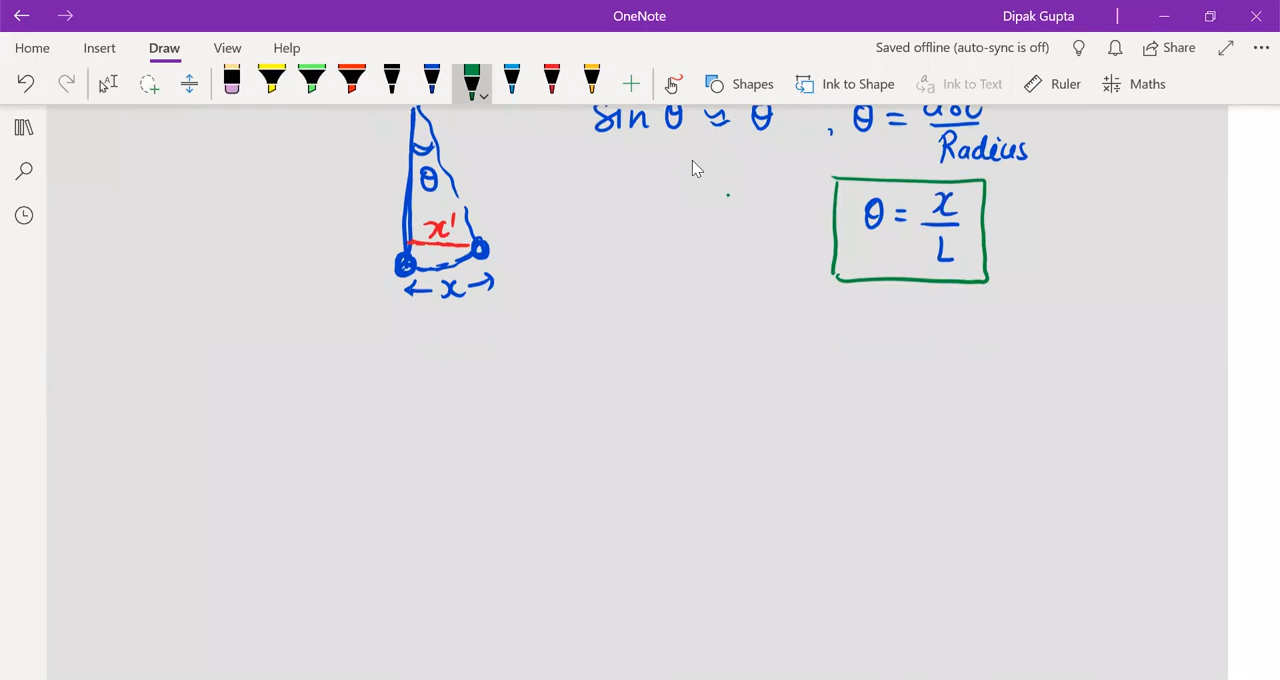 OneNote
Dipak Gupta
Home Insert Draw View Help
Saved offline (auto-sync is off)
Share
Shapes
Ink to Shape
Ink to Text
Ruler
Maths
Sin θ ≃ θ , θ =
Radius
θ
θ = x / L
x'
x